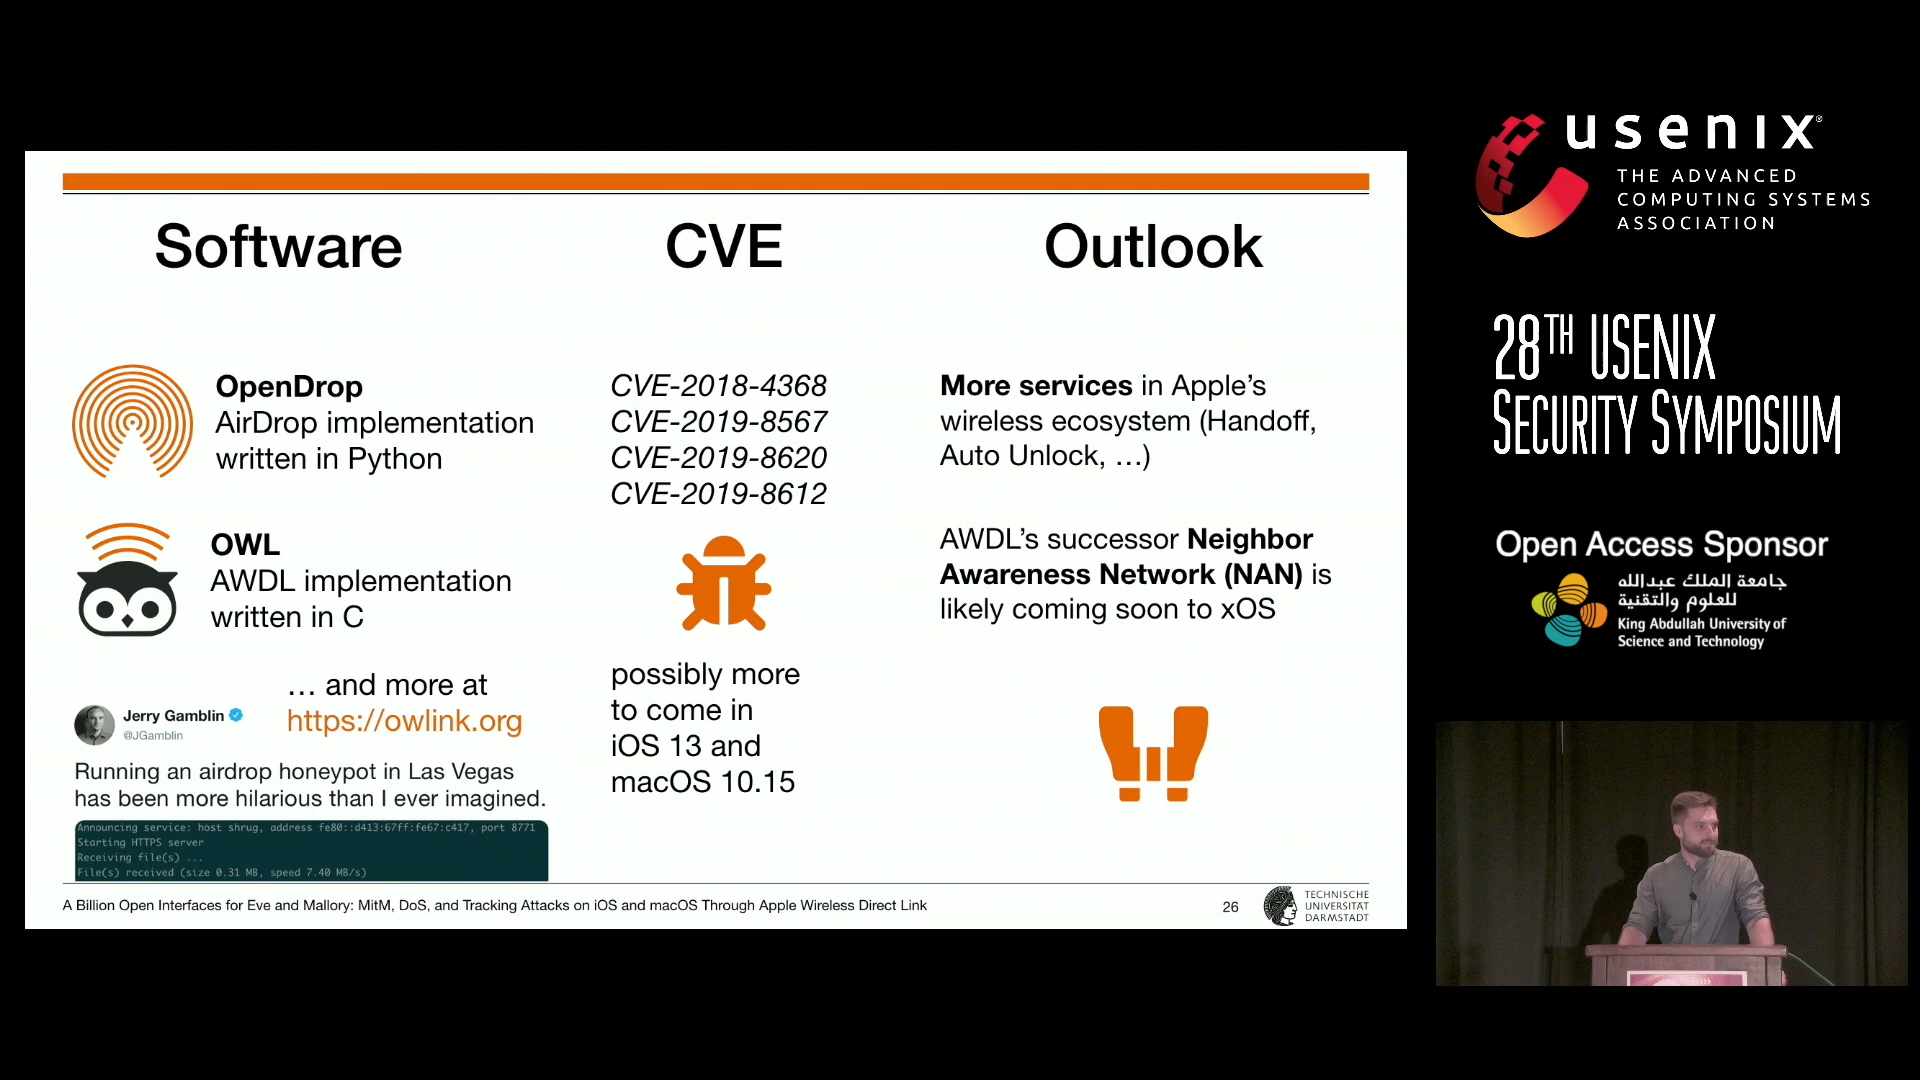 Software
OpenDrop
AirDrop implementation
written in Python
OWL
AWDL implementation
written in C
… and more at
https://owlink.org
Jerry Gamblin
@JGamblin
Running an airdrop honeypot in Las Vegas
has been more hilarious than I ever imagined.
Announcing service: host shrug, address fe80::d413:67ff:fe67:c417, port 8771
Starting HTTPS server
Receiving file(s) ...
File(s) received (size 0.31 MB, speed 7.40 MB/s)
CVE
CVE-2018-4368
CVE-2019-8567
CVE-2019-8620
CVE-2019-8612
possibly more
to come in
iOS 13 and
macOS 10.15
Outlook
More services in Apple’s
wireless ecosystem (Handoff,
Auto Unlock, …)
AWDL’s successor Neighbor
Awareness Network (NAN) is
likely coming soon to xOS
A Billion Open Interfaces for Eve and Mallory: MitM, DoS, and Tracking Attacks on iOS and macOS Through Apple Wireless Direct Link
26
TECHNISCHE
UNIVERSITÄT
DARMSTADT
usenix®
THE ADVANCED
COMPUTING SYSTEMS
ASSOCIATION
28TH USENIX
SECURITY SYMPOSIUM
Open Access Sponsor
جامعة الملك عبدالله
للعلوم والتقنية
King Abdullah University of
Science and Technology